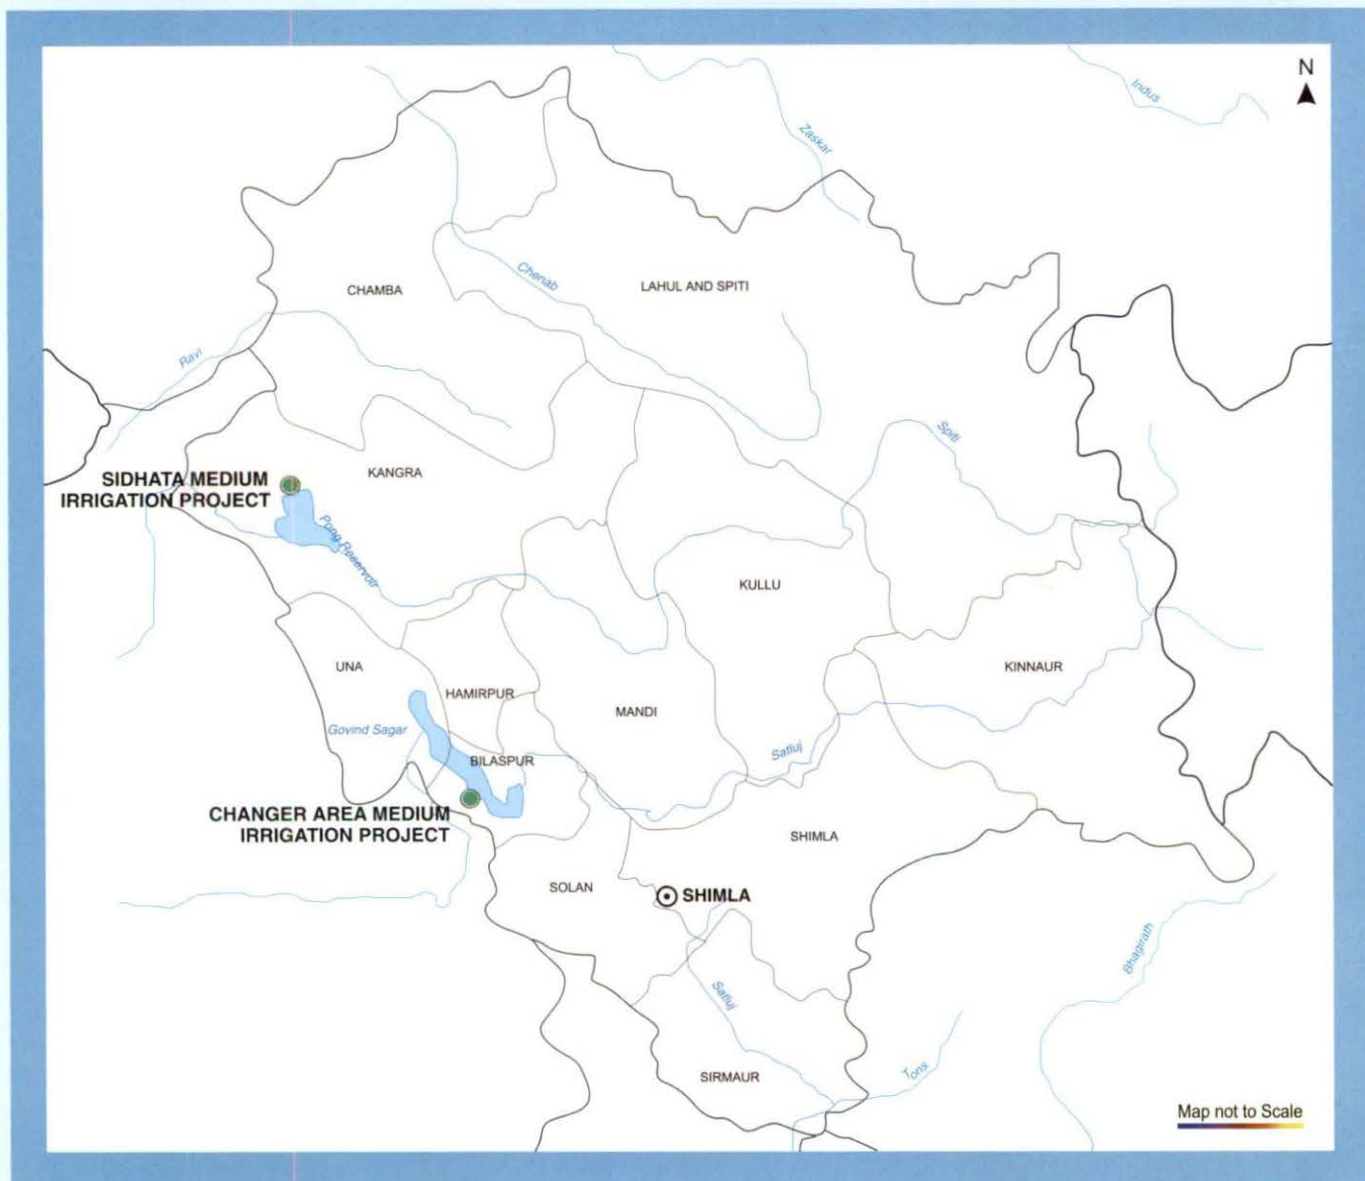 N
Indus
Zaskar
Chenab
LAHUL AND SPITI
CHAMBA
Ravi
Spiti
KANGRA
SIDHATA MEDIUM
IRRIGATION PROJECT
Pong Reservoir
KULLU
UNA
KINNAUR
HAMIRPUR
MANDI
Govind Sagar
Satluj
BILASPUR
CHANGER AREA MEDIUM
IRRIGATION PROJECT
SHIMLA
SOLAN
SHIMLA
Bhagirath
Satluj
Tons
SIRMAUR
Map not to Scale